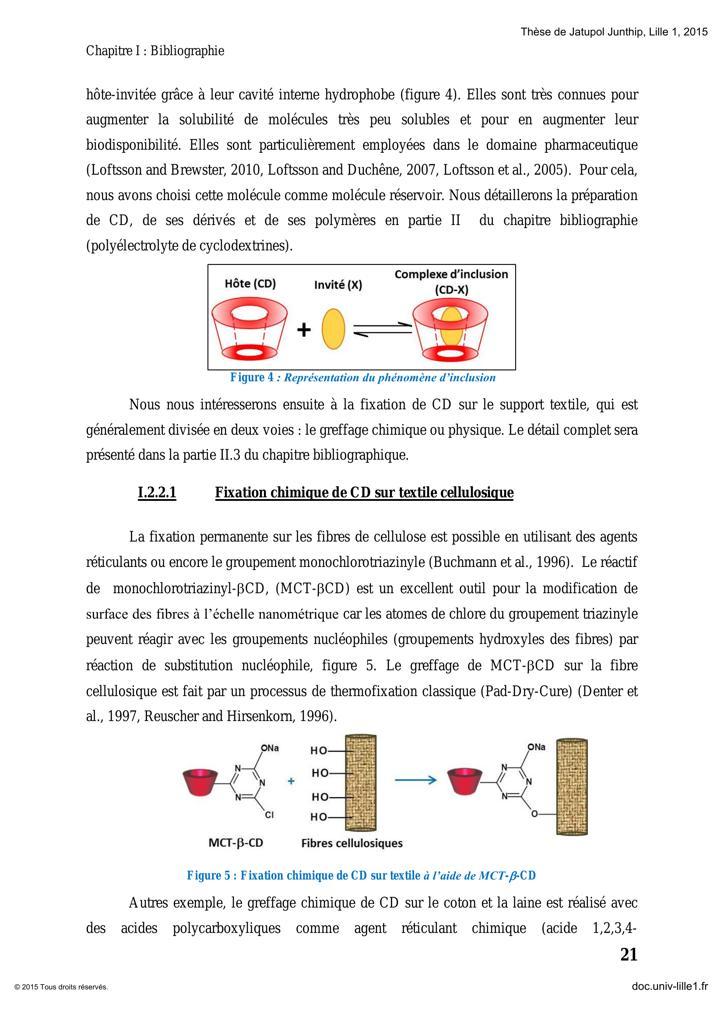 Thèse de Jatupol Junthip, Lille 1, 2015
Chapitre I : Bibliographie
hôte-invitée grâce à leur cavité interne hydrophobe (figure 4). Elles sont très connues pour
augmenter la solubilité de molécules très peu solubles et pour en augmenter leur
biodisponibilité. Elles sont particulièrement employées dans le domaine pharmaceutique
(Loftsson and Brewster, 2010, Loftsson and Duchêne, 2007, Loftsson et al., 2005). Pour cela,
nous avons choisi cette molécule comme molécule réservoir. Nous détaillerons la préparation
de CD, de ses dérivés et de ses polymères en partie II du chapitre bibliographie
(polyélectrolyte de cyclodextrines).
Hôte (CD) Invité (X) Complexe d'inclusion
(CD-X)
+
Figure 4 : Représentation du phénomène d'inclusion
Nous nous intéresserons ensuite à la fixation de CD sur le support textile, qui est
généralement divisée en deux voies : le greffage chimique ou physique. Le détail complet sera
présenté dans la partie II.3 du chapitre bibliographique.
I.2.2.1 Fixation chimique de CD sur textile cellulosique
La fixation permanente sur les fibres de cellulose est possible en utilisant des agents
réticulants ou encore le groupement monochlorotriazinyle (Buchmann et al., 1996). Le réactif
de monochlorotriazinyl-βCD, (MCT-βCD) est un excellent outil pour la modification de
surface des fibres à l'échelle nanométrique car les atomes de chlore du groupement triazinyle
peuvent réagir avec les groupements nucléophiles (groupements hydroxyles des fibres) par
réaction de substitution nucléophile, figure 5. Le greffage de MCT-βCD sur la fibre
cellulosique est fait par un processus de thermofixation classique (Pad-Dry-Cure) (Denter et
al., 1997, Reuscher and Hirsenkorn, 1996).
ONa HO ONa
N HO N
N + N
N HO N
Cl HO O
MCT-β-CD Fibres cellulosiques
Figure 5 : Fixation chimique de CD sur textile à l'aide de MCT-β-CD
Autres exemple, le greffage chimique de CD sur le coton et la laine est réalisé avec
des acides polycarboxyliques comme agent réticulant chimique (acide 1,2,3,4-
21
© 2015 Tous droits réservés.
doc.univ-lille1.fr